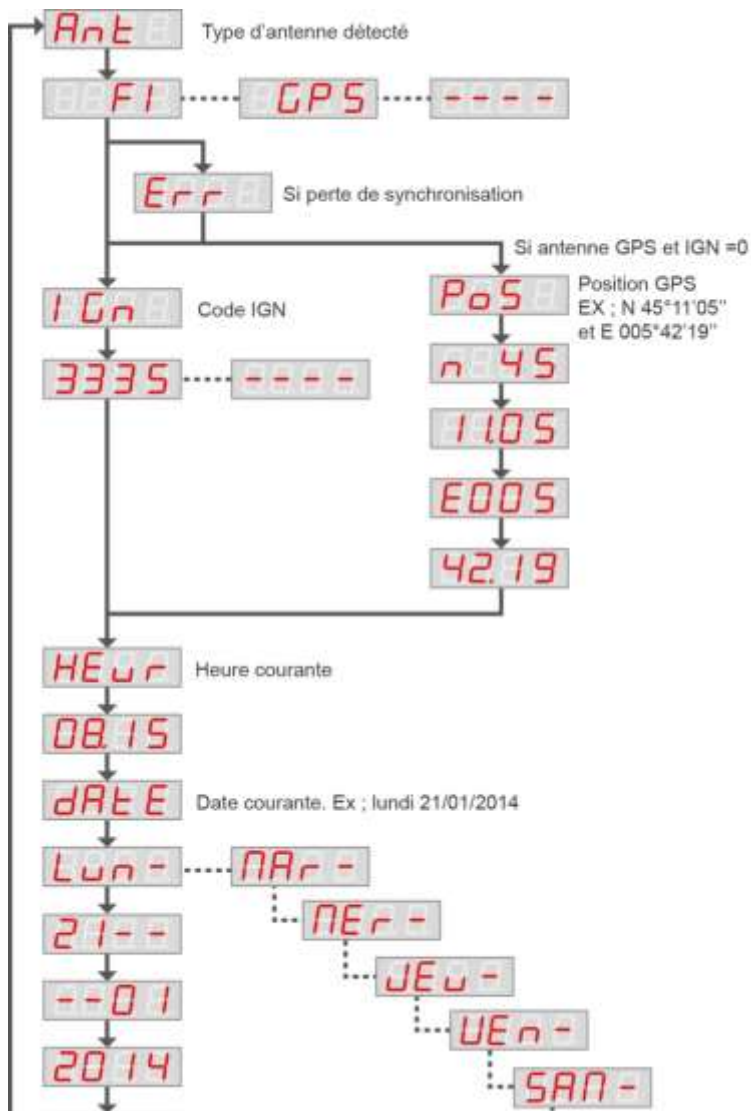 Ant
Type d'antenne détecté
FI
GPS
----
Err
Si perte de synchronisation
Si antenne GPS et IGN =0
IGn
Code IGN
PoS
Position GPS
EX ; N 45°11'05"
et E 005°42'19"
3335
----
n 45
11.05
E005
42.19
HEur
Heure courante
08.15
dAtE
Date courante. Ex ; lundi 21/01/2014
Lun-
MAr-
21--
MEr-
--01
JEu-
VEn-
2014
SAM-